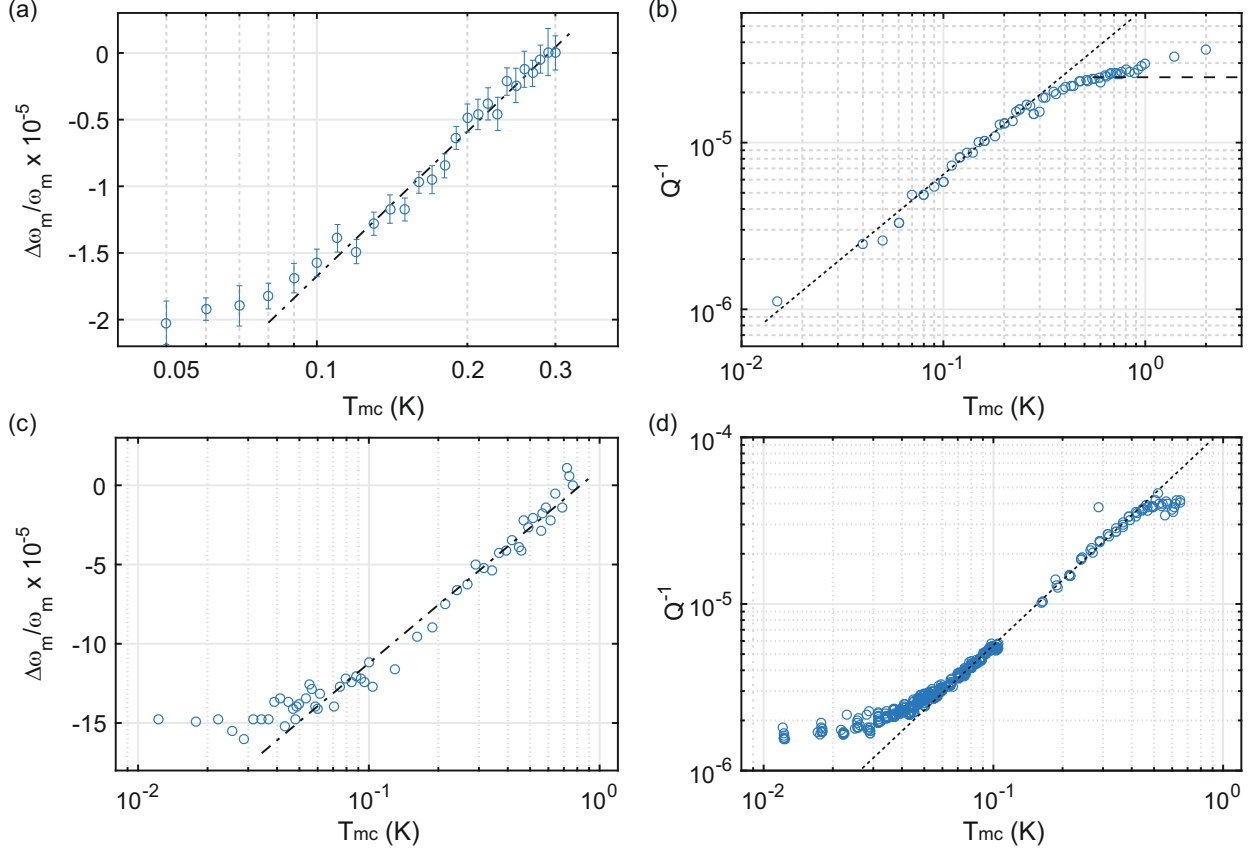 (a)
Δω_m/ω_m x 10^-5
0
-0.5
-1
-1.5
-2
0.05
0.1
0.2
0.3
T_mc (K)
(b)
Q^-1
10^-5
10^-6
10^-2
10^-1
10^0
T_mc (K)
(c)
Δω_m/ω_m x 10^-5
0
-5
-10
-15
10^-2
10^-1
10^0
T_mc (K)
(d)
Q^-1
10^-4
10^-5
10^-6
10^-2
10^-1
10^0
T_mc (K)